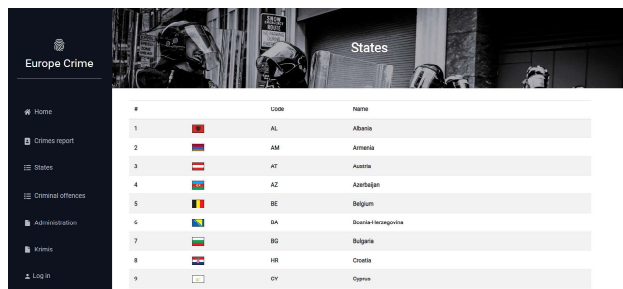 Europe Crime
Home
Crimes report
States
Criminal offences
Administration
Krimis
Log in
SHOW
ROUTE
States
# Code Name
1 AL Albania
2 AM Armenia
3 AT Austria
4 AZ Azerbaijan
5 BE Belgium
6 BA Bosnia-Herzegovina
7 BG Bulgaria
8 HR Croatia
9 CY Cyprus